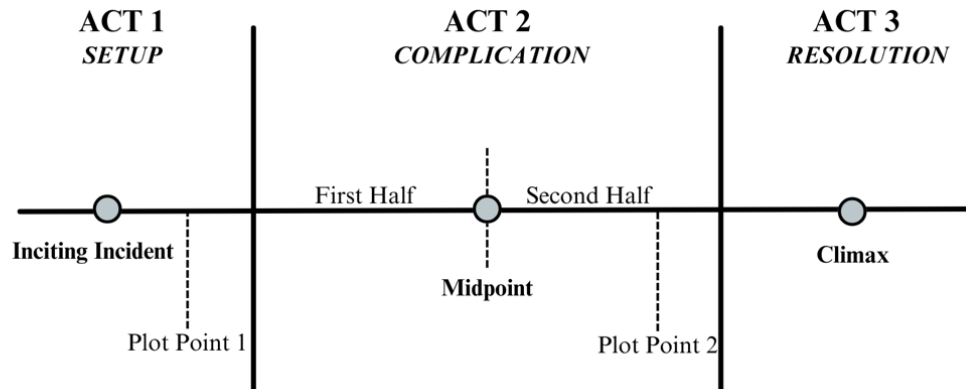 ACT 1
SETUP
ACT 2
COMPLICATION
ACT 3
RESOLUTION
First Half
Second Half
Inciting Incident
Midpoint
Climax
Plot Point 1
Plot Point 2